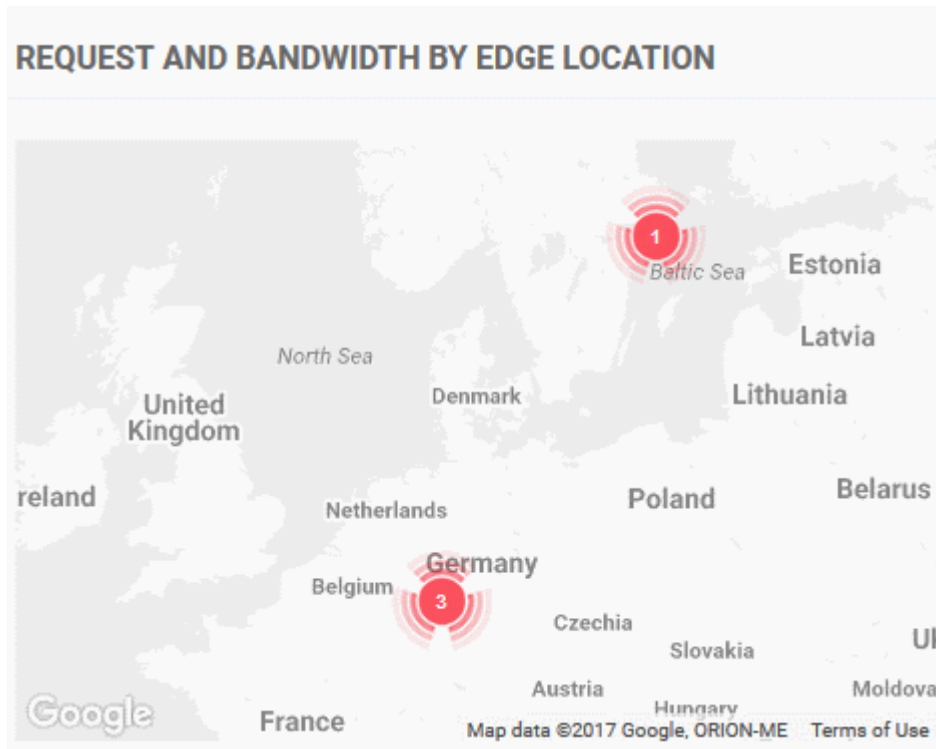 REQUEST AND BANDWIDTH BY EDGE LOCATION
1
Baltic Sea
Estonia
Latvia
North Sea
Denmark
Lithuania
United
Kingdom
reland
Netherlands
Poland
Belarus
Germany
Belgium
3
Czechia
Slovakia
Uk
Austria
Moldova
Hungary
Google
France
Map data ©2017 Google, ORION-ME
Terms of Use